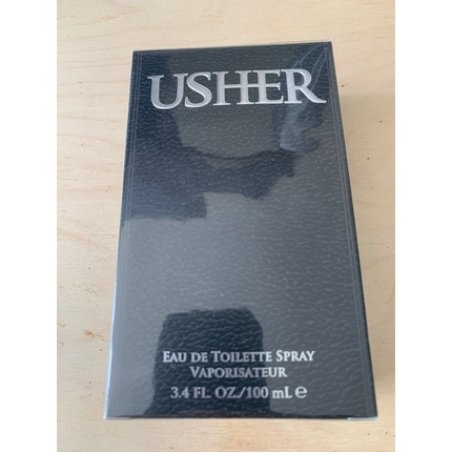 USHER
EAU DE TOILETTE SPRAY
VAPORISATEUR
3.4 FL. OZ./100 mL ℮